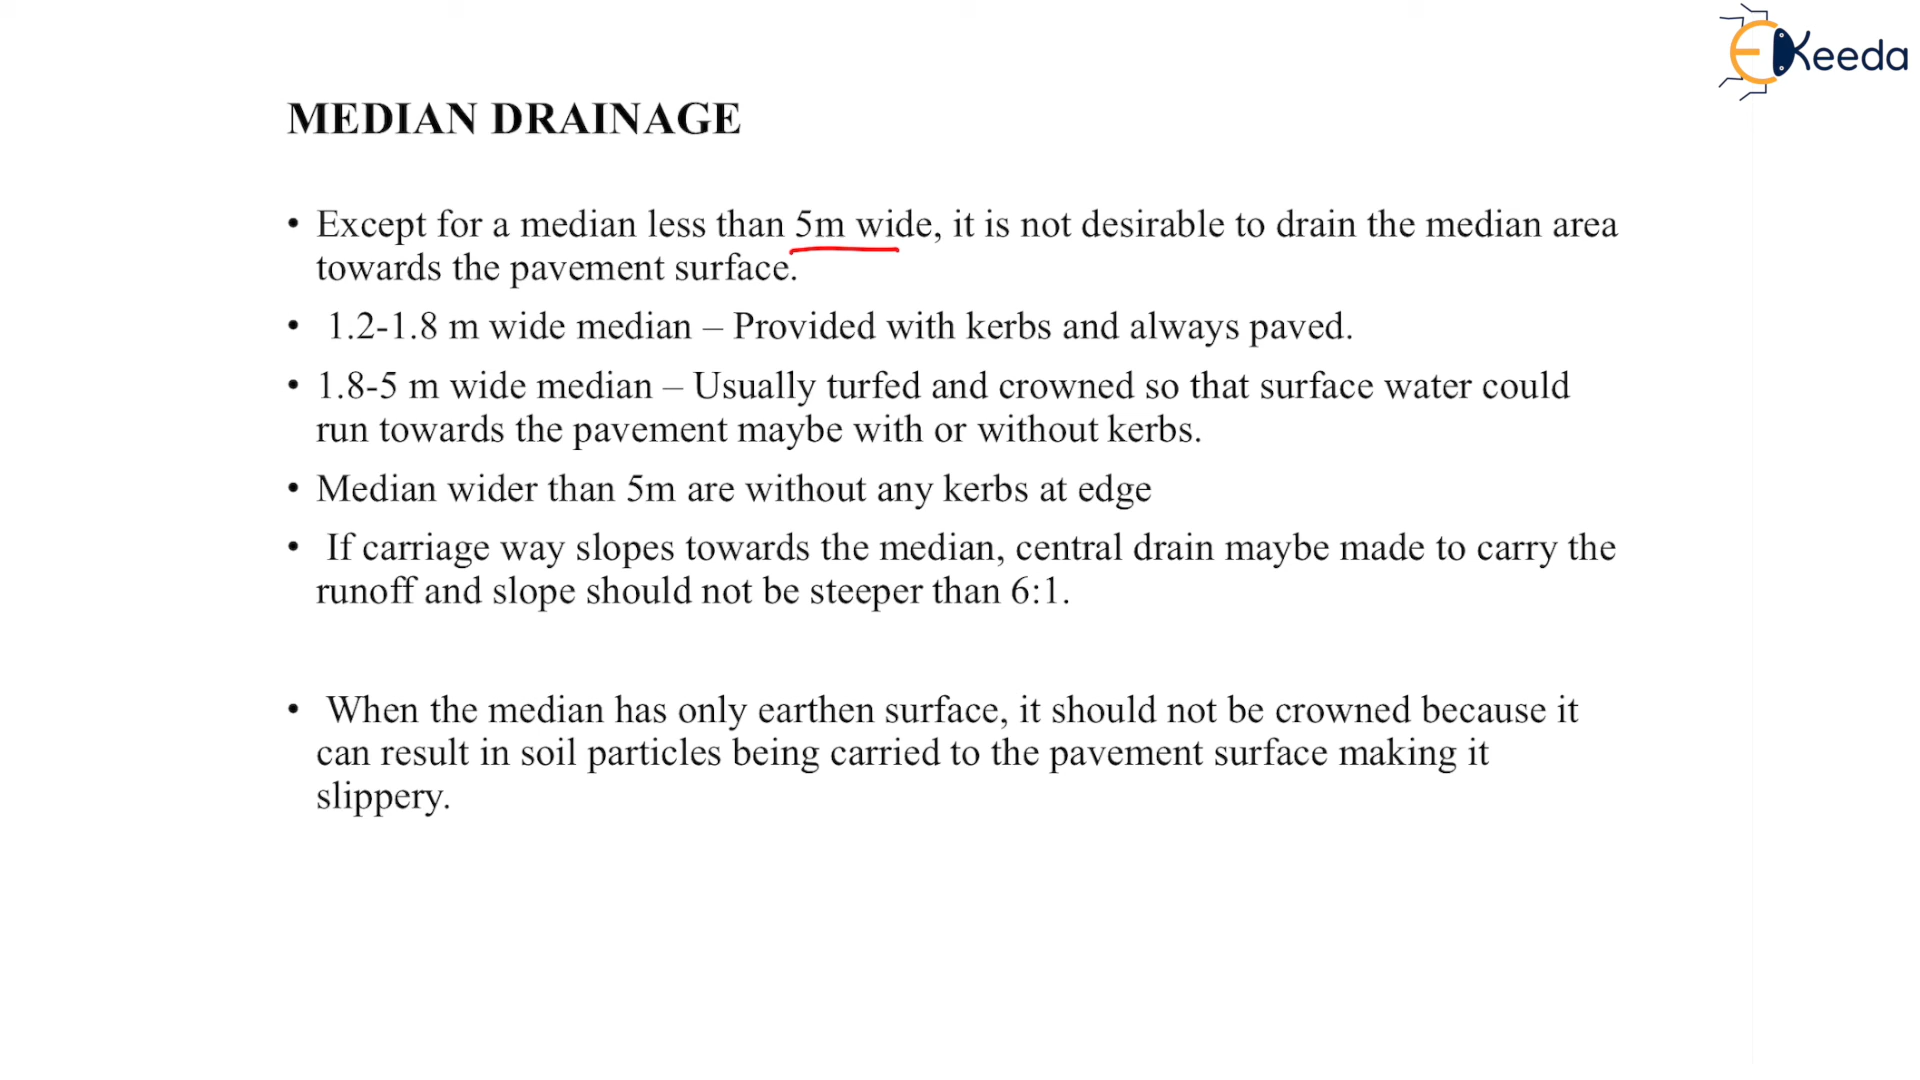 EKeeda
MEDIAN DRAINAGE
• Except for a median less than 5m wide, it is not desirable to drain the median area
towards the pavement surface.
• 1.2-1.8 m wide median – Provided with kerbs and always paved.
• 1.8-5 m wide median – Usually turfed and crowned so that surface water could
run towards the pavement maybe with or without kerbs.
• Median wider than 5m are without any kerbs at edge
• If carriage way slopes towards the median, central drain maybe made to carry the
runoff and slope should not be steeper than 6:1.
• When the median has only earthen surface, it should not be crowned because it
can result in soil particles being carried to the pavement surface making it
slippery.